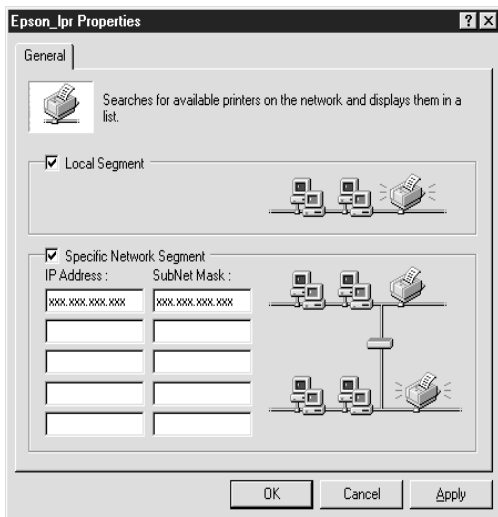 Epson_lpr Properties
General
Searches for available printers on the network and displays them in a
list.
Local Segment
Specific Network Segment
IP Address : SubNet Mask :
xxx.xxx.xxx.xxx xxx.xxx.xxx.xxx
OK Cancel Apply